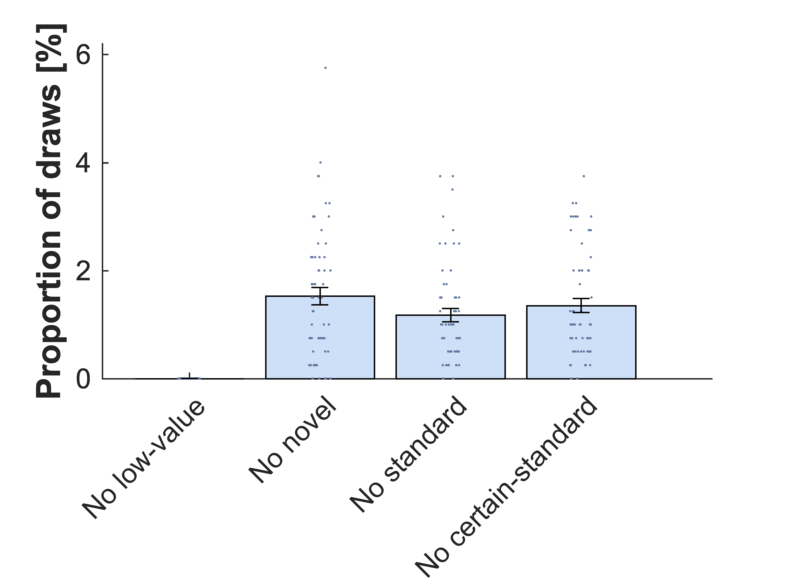 Proportion of draws [%]
6
4
2
0
No low-value
No novel
No standard
No certain-standard